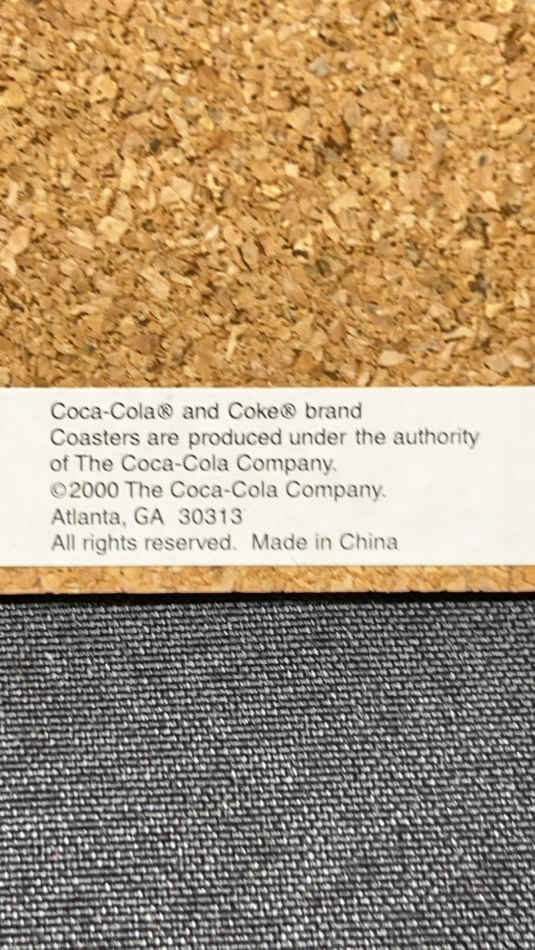 Coca-Cola® and Coke® brand
Coasters are produced under the authority
of The Coca-Cola Company.
©2000 The Coca-Cola Company.
Atlanta, GA  30313
All rights reserved.  Made in China